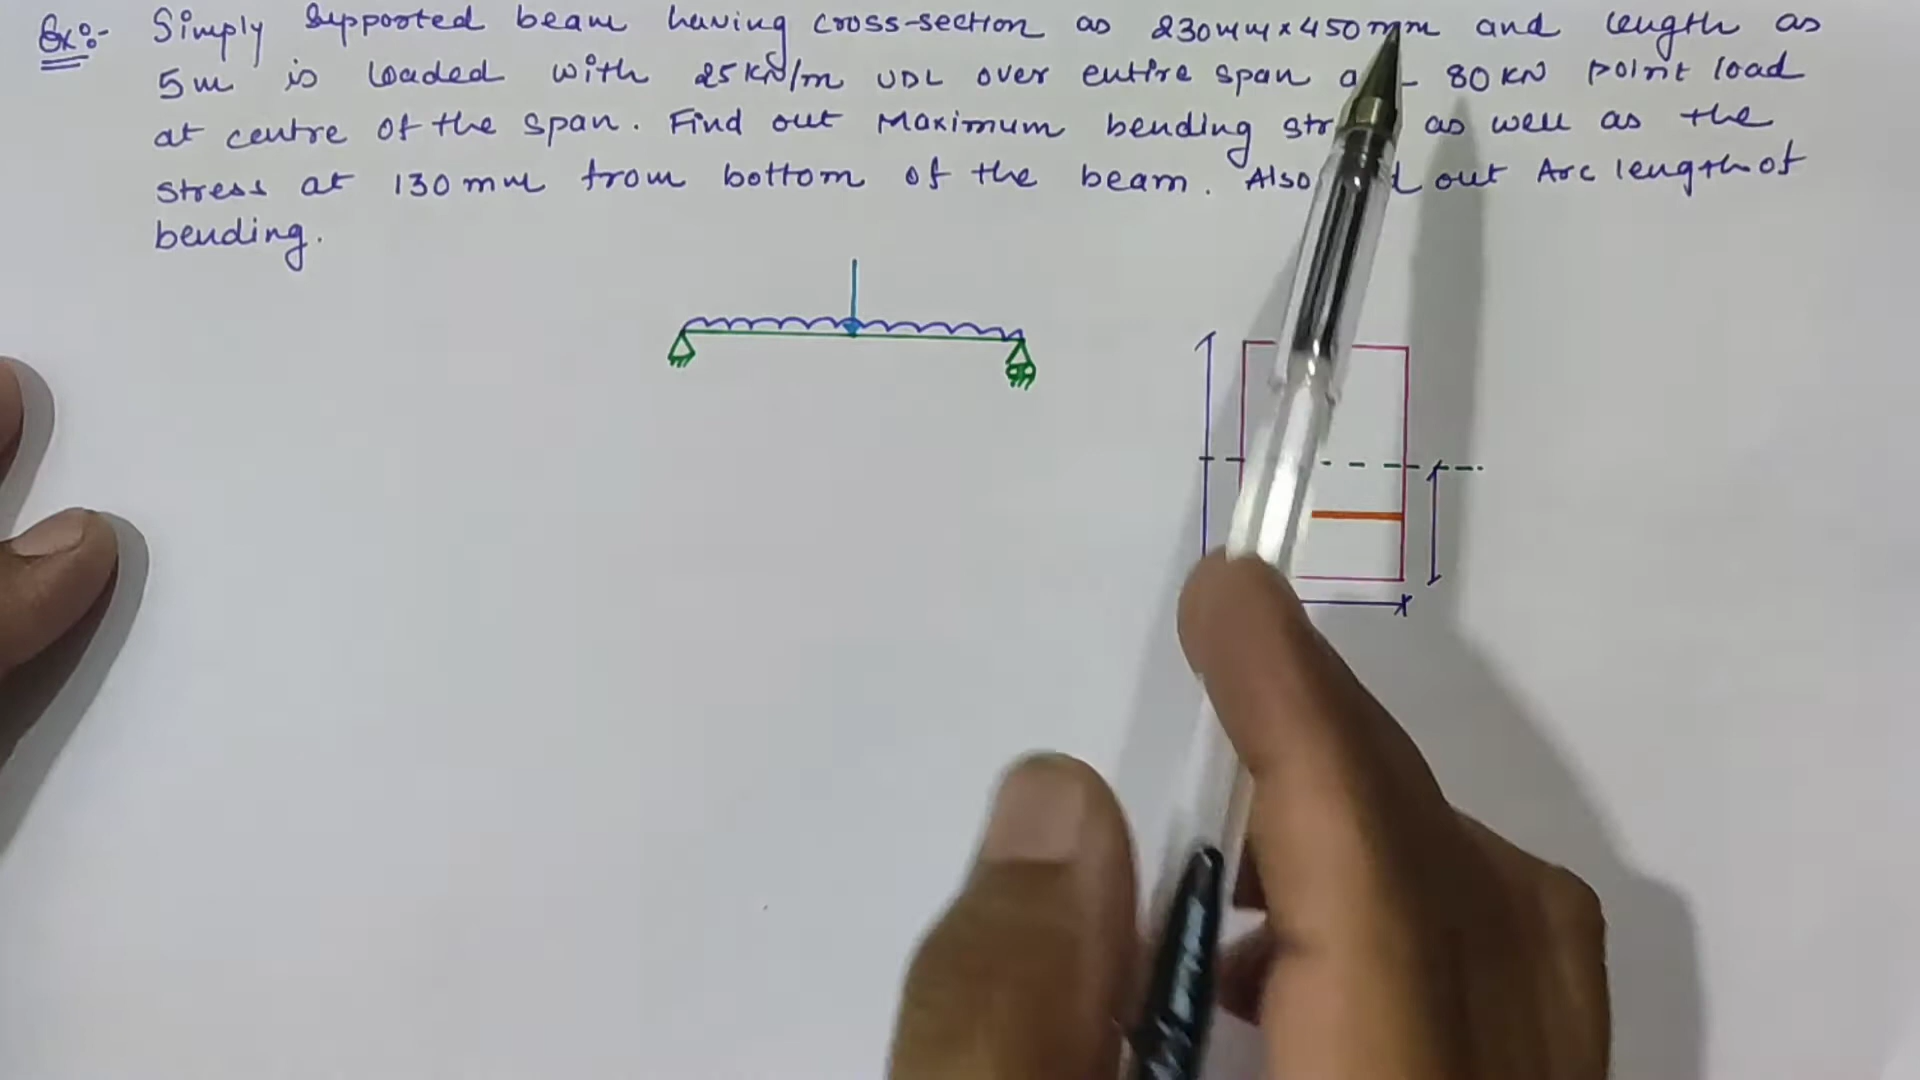 Ex:- Simply supported beam having cross-section as 230mm×450mm and length as
5m is loaded with 25kN/m UDL over entire span 80 kN point load
at centre of the span. Find out Maximum bending as well as the
stress at 130mm from bottom of the beam. Also out Arc length of
bending.